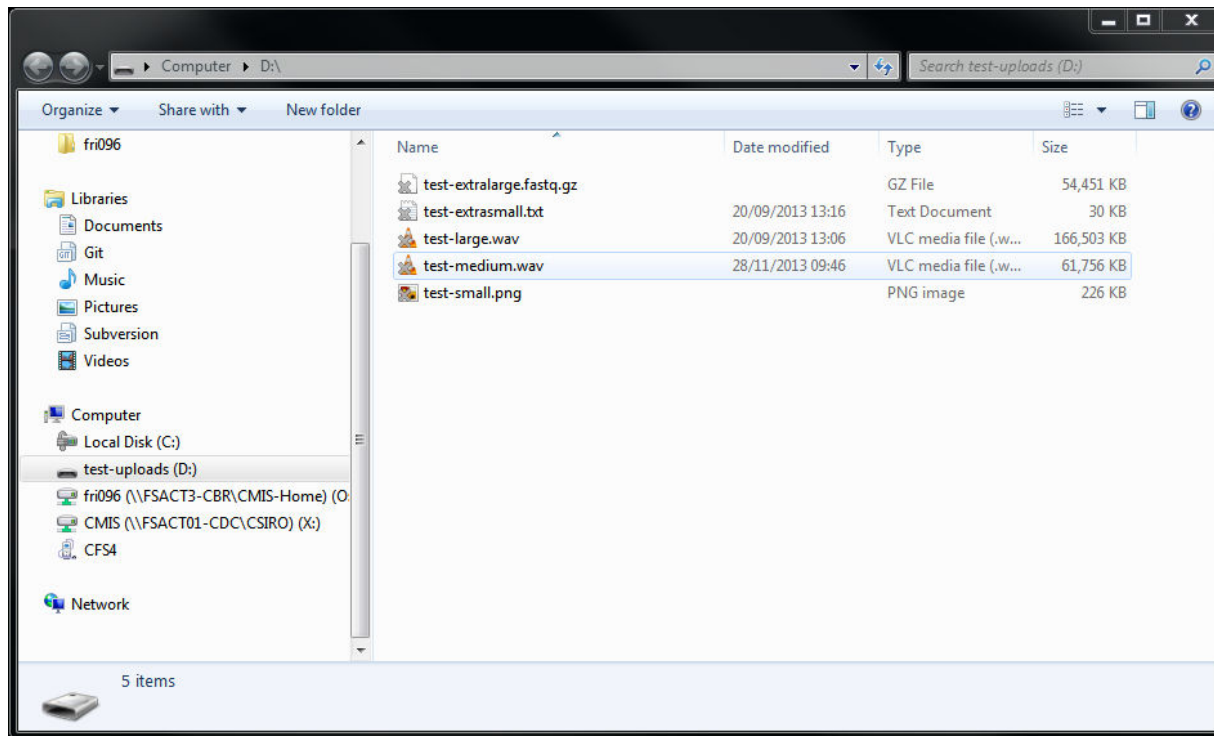 Computer D:\ Search test-uploads (D:)
Organize Share with New folder
fri096
Libraries
Documents
Git
Music
Pictures
Subversion
Videos
Computer
Local Disk (C:)
test-uploads (D:)
fri096 (\\FSACT3-CBR\CMIS-Home) (O:
CMIS (\\FSACT01-CDC\CSIRO) (X:)
CFS4
Network
Name Date modified Type Size
test-extralarge.fastq.gz GZ File 54,451 KB
test-extrasmall.txt 20/09/2013 13:16 Text Document 30 KB
test-large.wav 20/09/2013 13:06 VLC media file (.w... 166,503 KB
test-medium.wav 28/11/2013 09:46 VLC media file (.w... 61,756 KB
test-small.png PNG image 226 KB
5 items